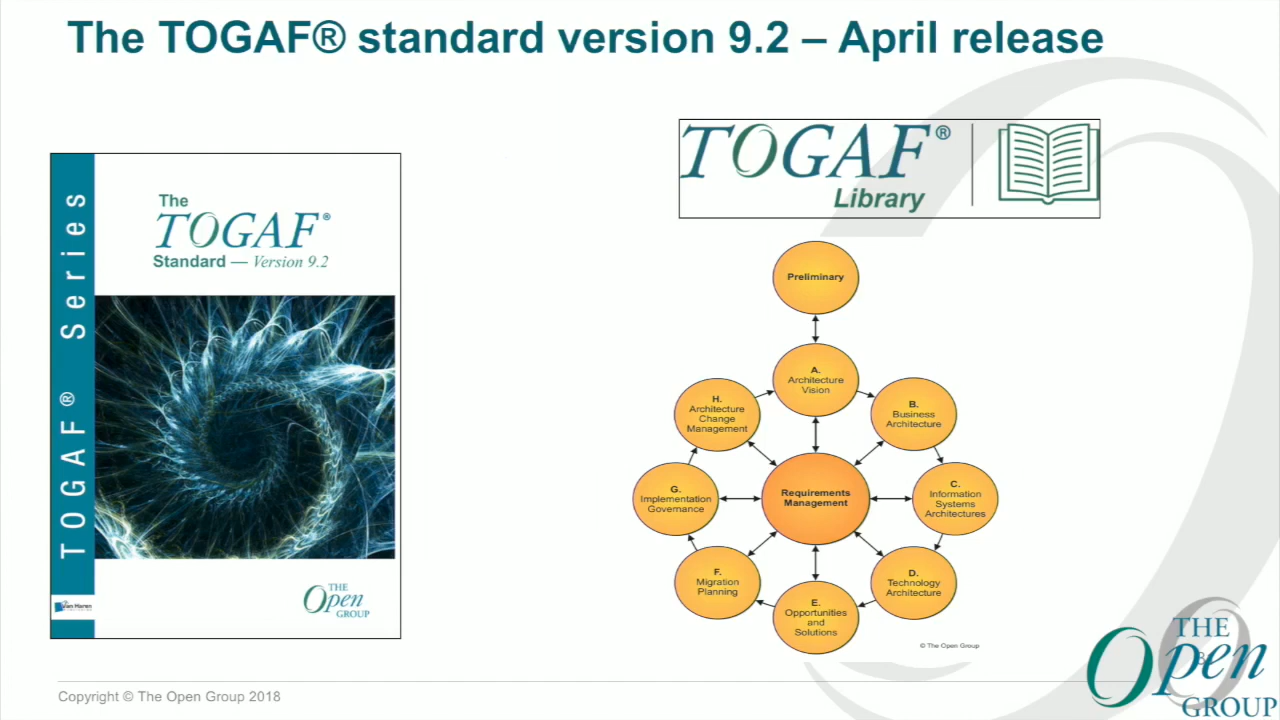 The TOGAF® standard version 9.2 – April release
TOGAF® Series
The
TOGAF®
Standard — Version 9.2
THE
Open
GROUP
TOGAF®
Library
Preliminary
A.
Architecture
Vision
B.
Business
Architecture
C.
Information
Systems
Architectures
D.
Technology
Architecture
E.
Opportunities
and
Solutions
F.
Migration
Planning
G.
Implementation
Governance
H.
Architecture
Change
Management
Requirements
Management
© The Open Group
Copyright © The Open Group 2018
THE
Open
GROUP